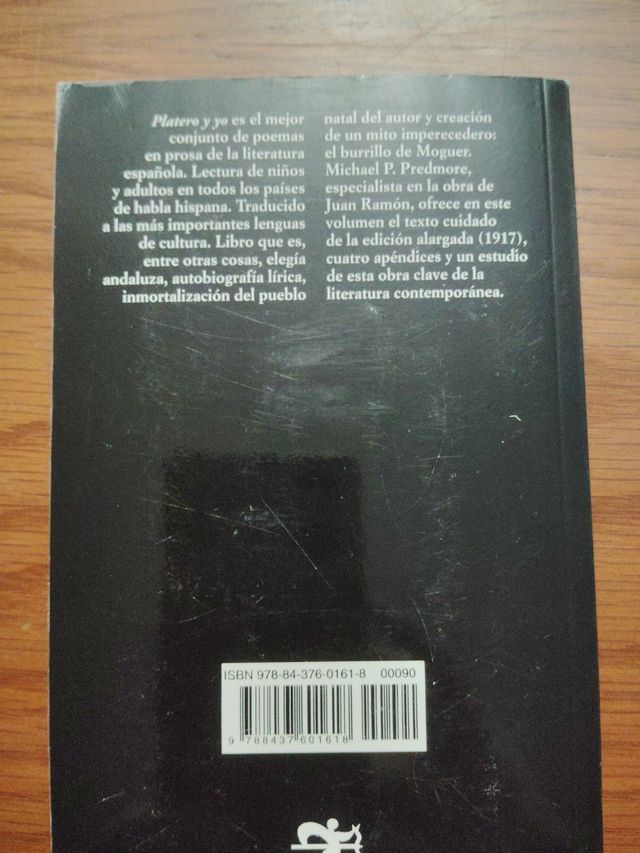 Platero y yo es el mejor
conjunto de poemas
en prosa de la literatura
española. Lectura de niños
y adultos en todos los países
de habla hispana. Traducido
a las más importantes lenguas
de cultura. Libro que es,
entre otras cosas, elegía
andaluza, autobiografía lírica,
inmortalización del pueblo
natal del autor y creación
de un mito imperecedero:
el burrillo de Moguer.
Michael P. Predmore,
especialista en la obra de
Juan Ramón, ofrece en este
volumen el texto cuidado
de la edición alargada (1917),
cuatro apéndices y un estudio
de esta obra clave de la
literatura contemporánea.
ISBN 978-84-376-0161-8 00090
9 788437 601618